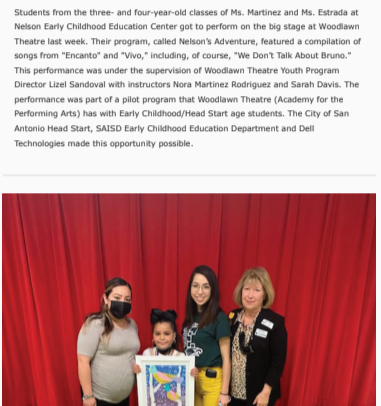 Students from the three- and four-year-old classes of Ms. Martinez and Ms. Estrada at
Nelson Early Childhood Education Center got to perform on the big stage at Woodlawn
Theatre last week. Their program, called Nelson's Adventure, featured a compilation of
songs from "Encanto" and "Vivo," including, of course, "We Don't Talk About Bruno."
This performance was under the supervision of Woodlawn Theatre Youth Program
Director Lizel Sandoval with instructors Nora Martinez Rodriguez and Sarah Davis. The
performance was part of a pilot program that Woodlawn Theatre (Academy for the
Performing Arts) has with Early Childhood/Head Start age students. The City of San
Antonio Head Start, SAISD Early Childhood Education Department and Dell
Technologies made this opportunity possible.